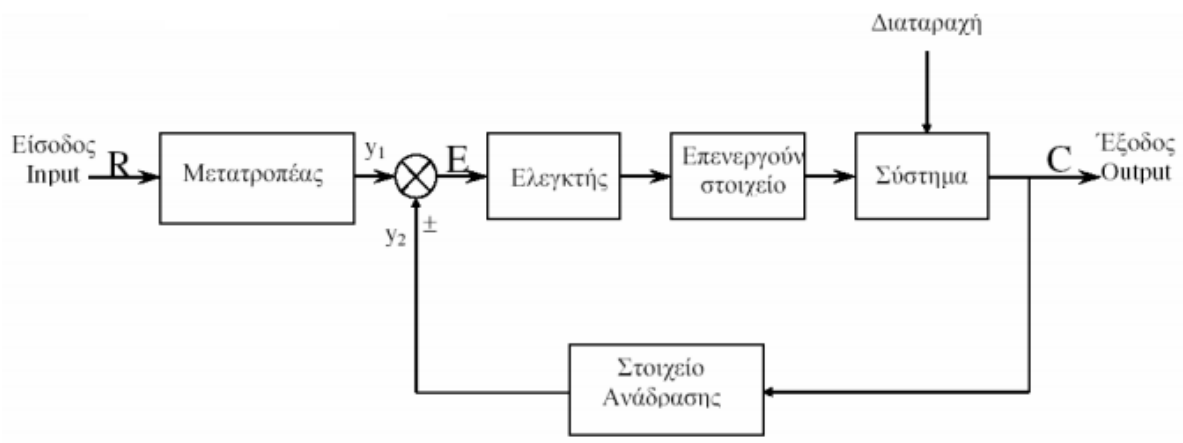 Διαταραχή
Είσοδος
Input
R
Μετατροπέας
y₁
E
Ελεγκτής
Επενεργούν
στοιχείο
Σύστημα
C
Έξοδος
Output
y₂
±
Στοιχείο
Ανάδρασης